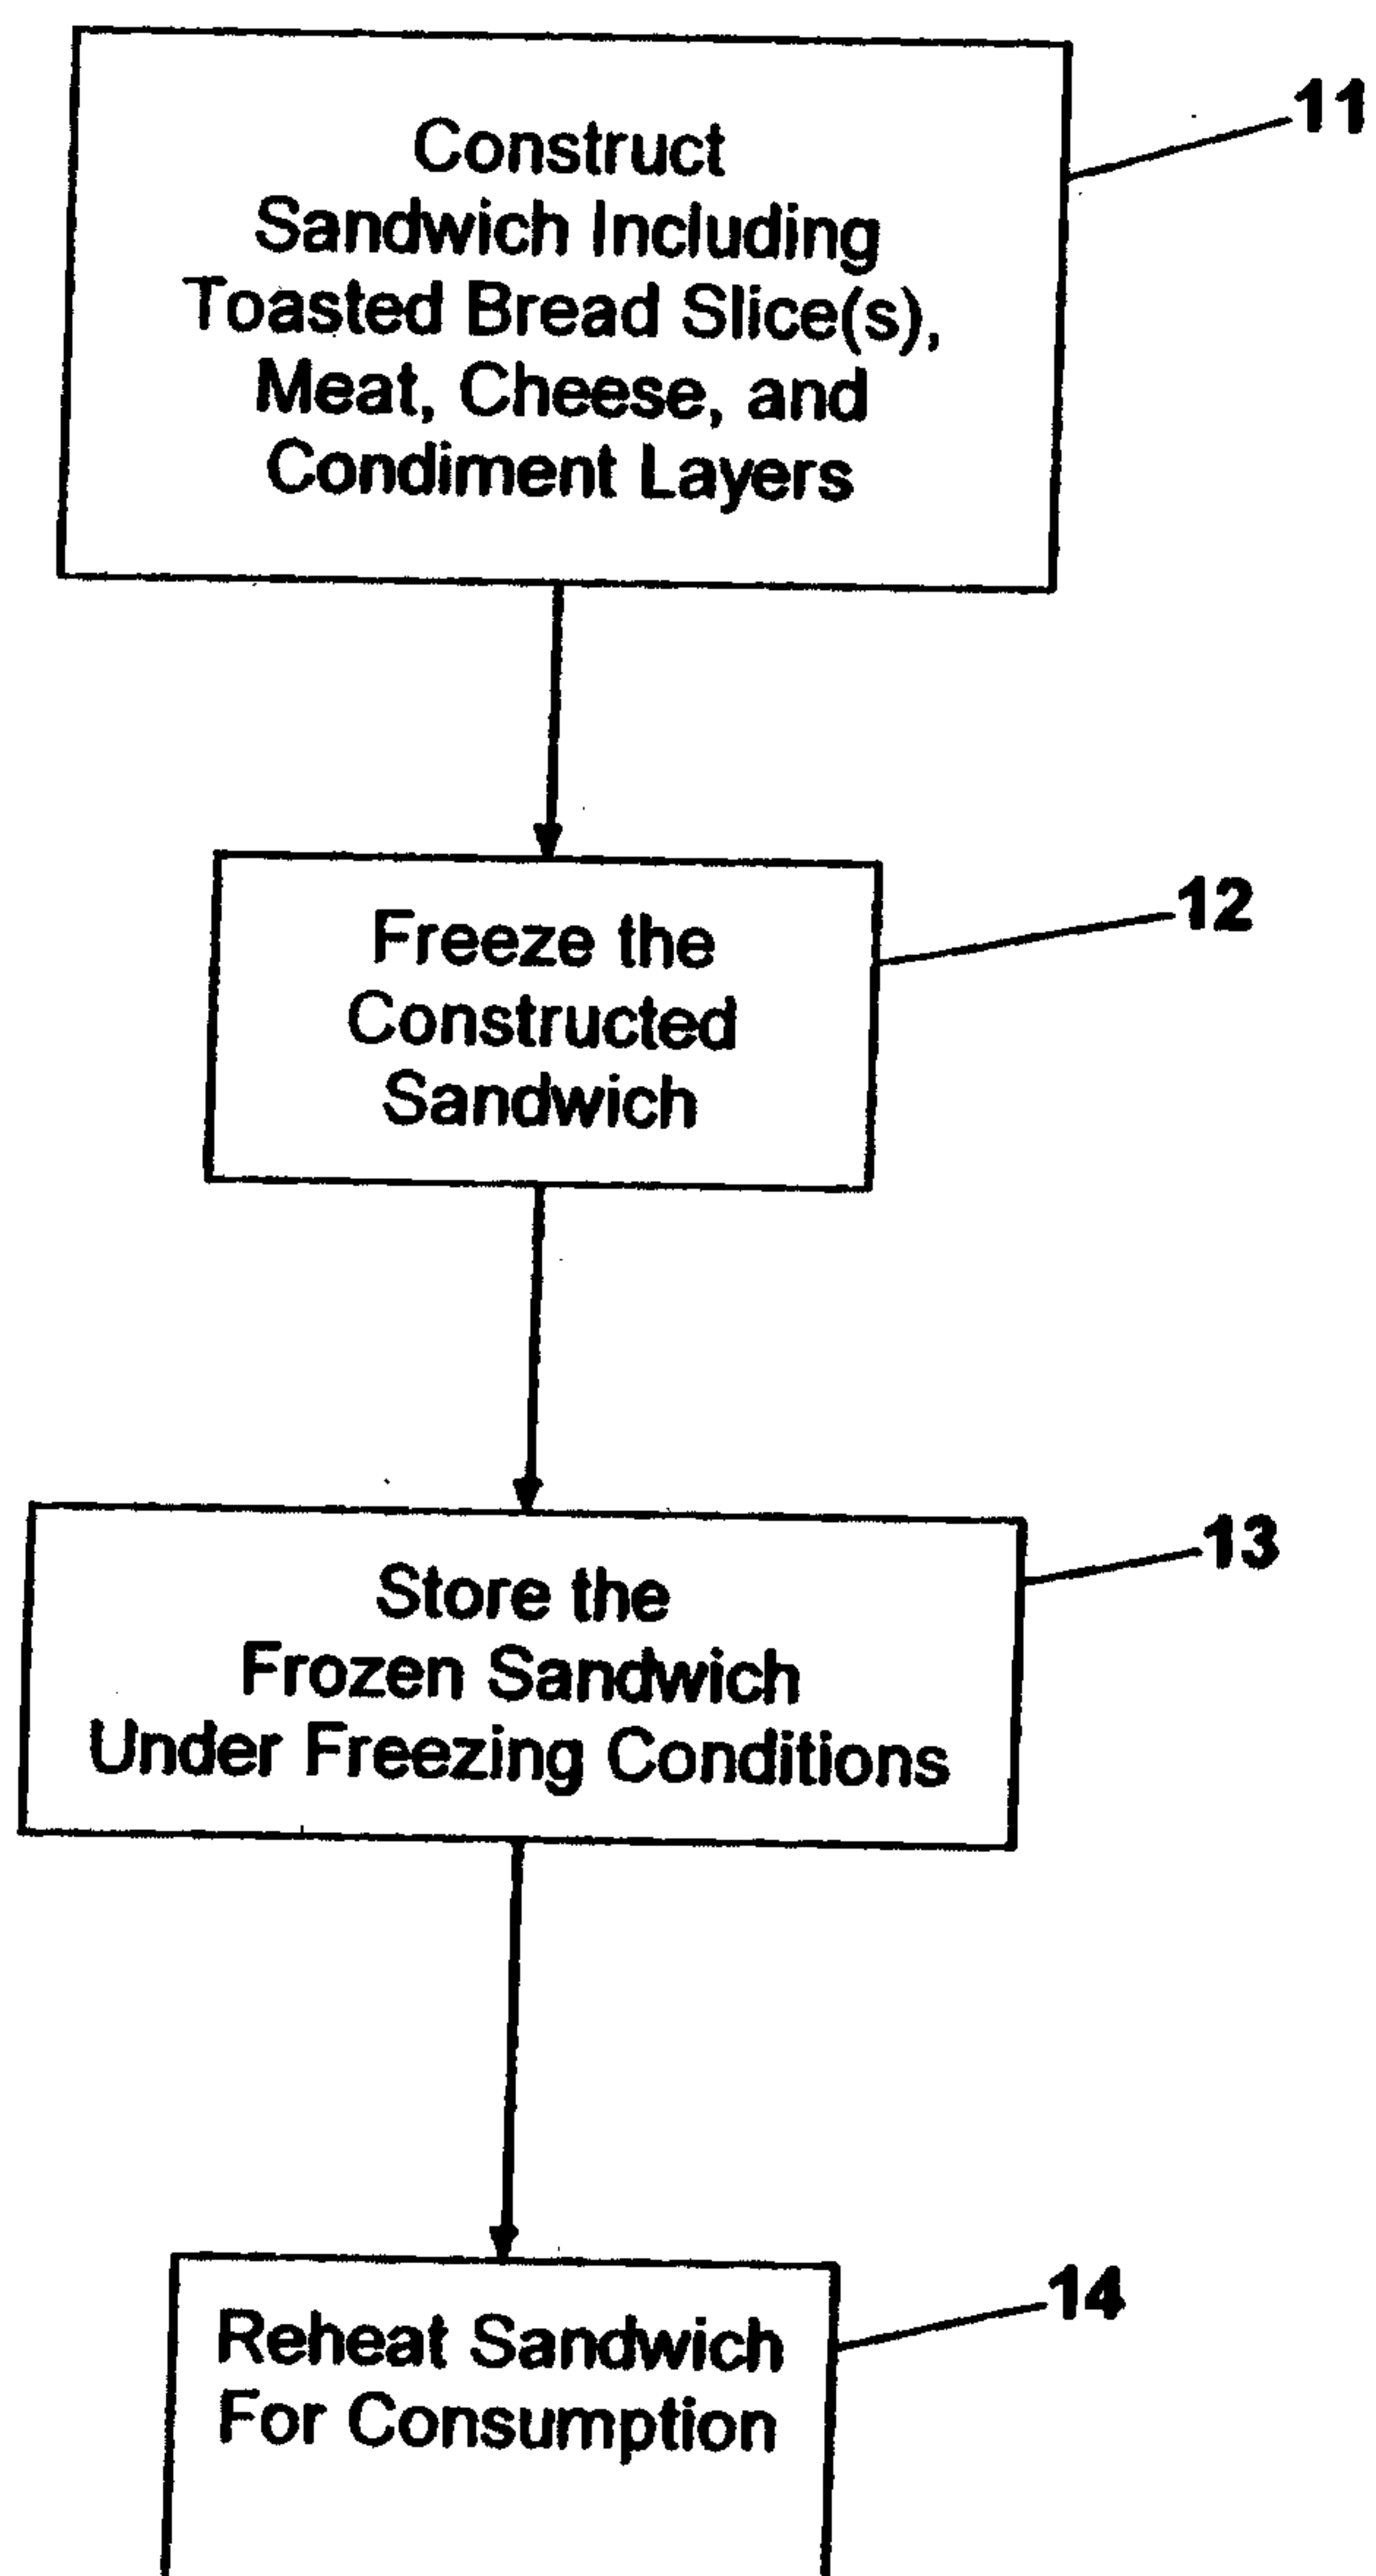 Construct
Sandwich Including
Toasted Bread Slice(s),
Meat, Cheese, and
Condiment Layers
11
Freeze the
Constructed
Sandwich
12
Store the
Frozen Sandwich
Under Freezing Conditions
13
Reheat Sandwich
For Consumption
14